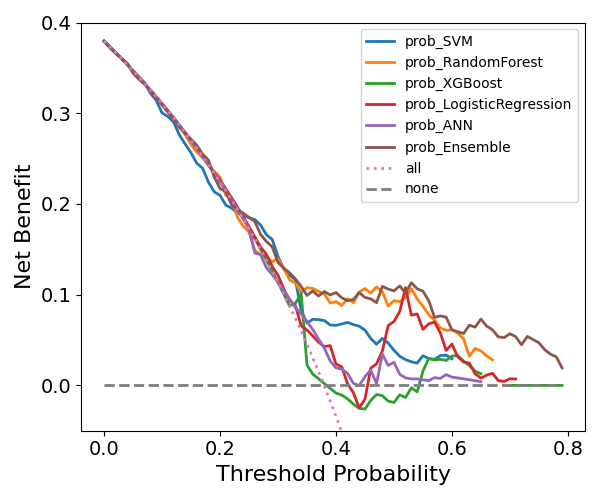 0.4
0.3
0.2
0.1
0.0
Net Benefit
prob_SVM
prob_RandomForest
prob_XGBoost
prob_LogisticRegression
prob_ANN
prob_Ensemble
all
none
0.0 0.2 0.4 0.6 0.8
Threshold Probability